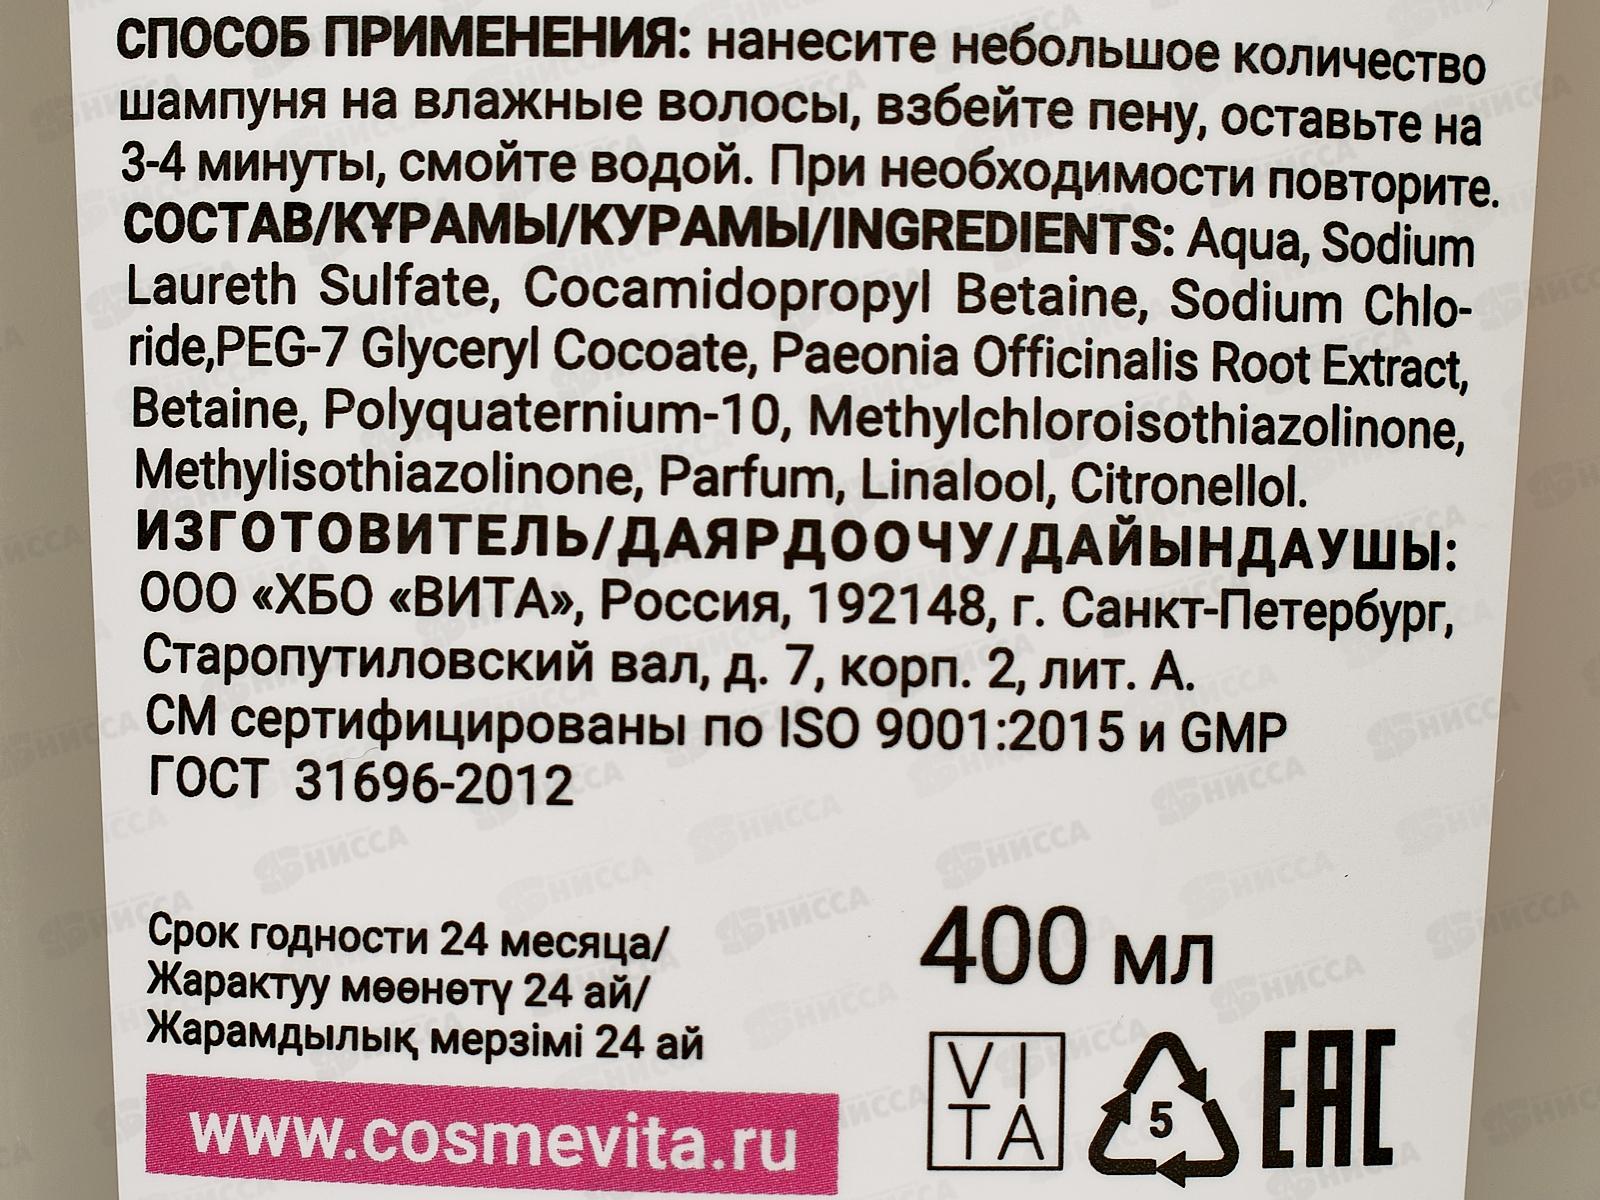 СПОСОБ ПРИМЕНЕНИЯ: нанесите небольшое количество
шампуня на влажные волосы, взбейте пену, оставьте на
3-4 минуты, смойте водой. При необходимости повторите.
СОСТАВ/ҚҰРАМЫ/КУРАМЫ/INGREDIENTS: Aqua, Sodium
Laureth Sulfate, Cocamidopropyl Betaine, Sodium Chlo-
ride,PEG-7 Glyceryl Cocoate, Paeonia Officinalis Root Extract,
Betaine, Polyquaternium-10, Methylchloroisothiazolinone,
Methylisothiazolinone, Parfum, Linalool, Citronellol.
ИЗГОТОВИТЕЛЬ/ДАЯРДООЧУ/ДАЙЫНДАУШЫ:
ООО «ХБО «ВИТА», Россия, 192148, г. Санкт-Петербург,
Старопутиловский вал, д. 7, корп. 2, лит. А.
СМ сертифицированы по ISO 9001:2015 и GMP
ГОСТ 31696-2012
Срок годности 24 месяца/
Жарактуу мөөнөтү 24 ай/
Жарамдылық мерзімі 24 ай
400 мл
www.cosmevita.ru
VI
TA
5
EAC